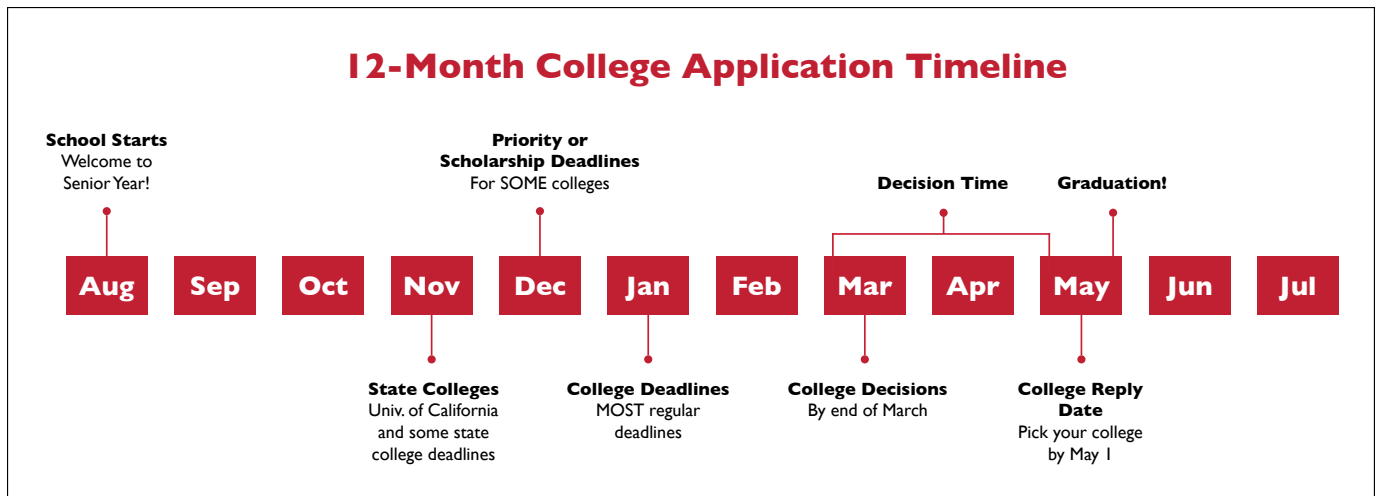 12-Month College Application Timeline
School Starts
Welcome to
Senior Year!
Priority or
Scholarship Deadlines
For SOME colleges
Decision Time
Graduation!
Aug
Sep
Oct
Nov
Dec
Jan
Feb
Mar
Apr
May
Jun
Jul
State Colleges
Univ. of California
and some state
college deadlines
College Deadlines
MOST regular
deadlines
College Decisions
By end of March
College Reply
Date
Pick your college
by May 1